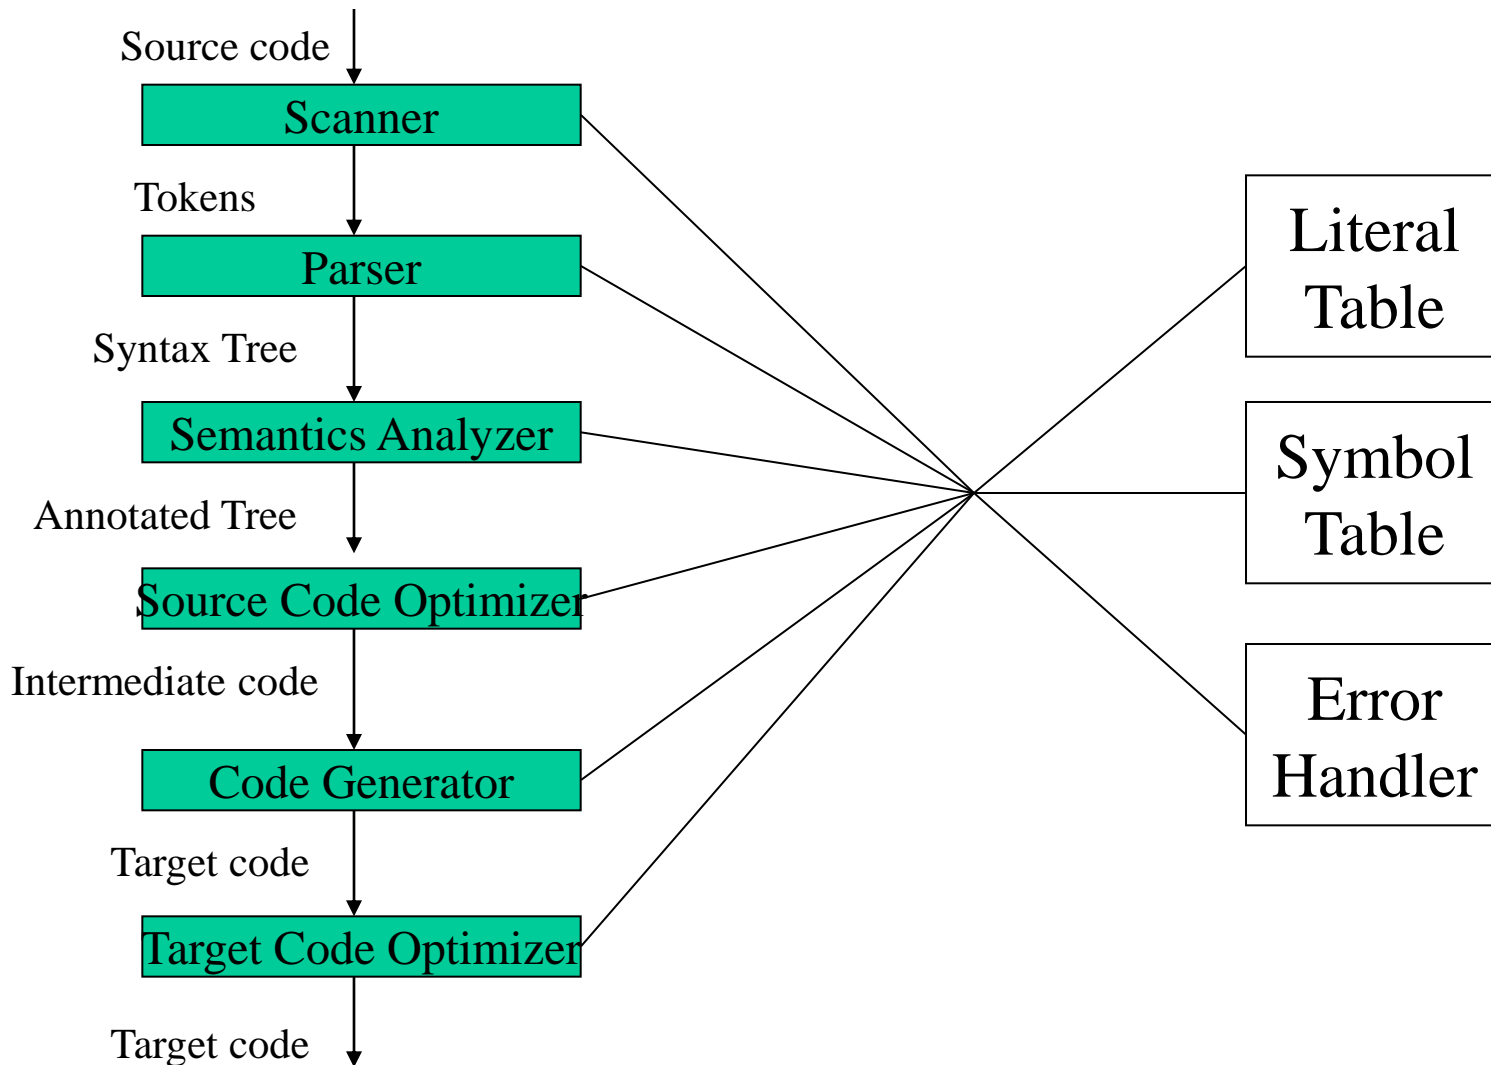 Source code
Scanner
Tokens
Parser
Syntax Tree
Semantics Analyzer
Annotated Tree
Source Code Optimizer
Intermediate code
Code Generator
Target code
Target Code Optimizer
Target code
Literal
Table
Symbol
Table
Error
Handler